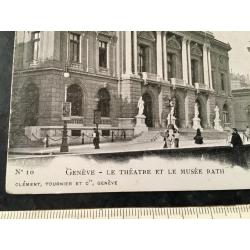 N° 10 GENÈVE - LE THÉATRE ET LE MUSÉE RATH
CLÉMENT, TOURNIER ET Cie, GENÈVE